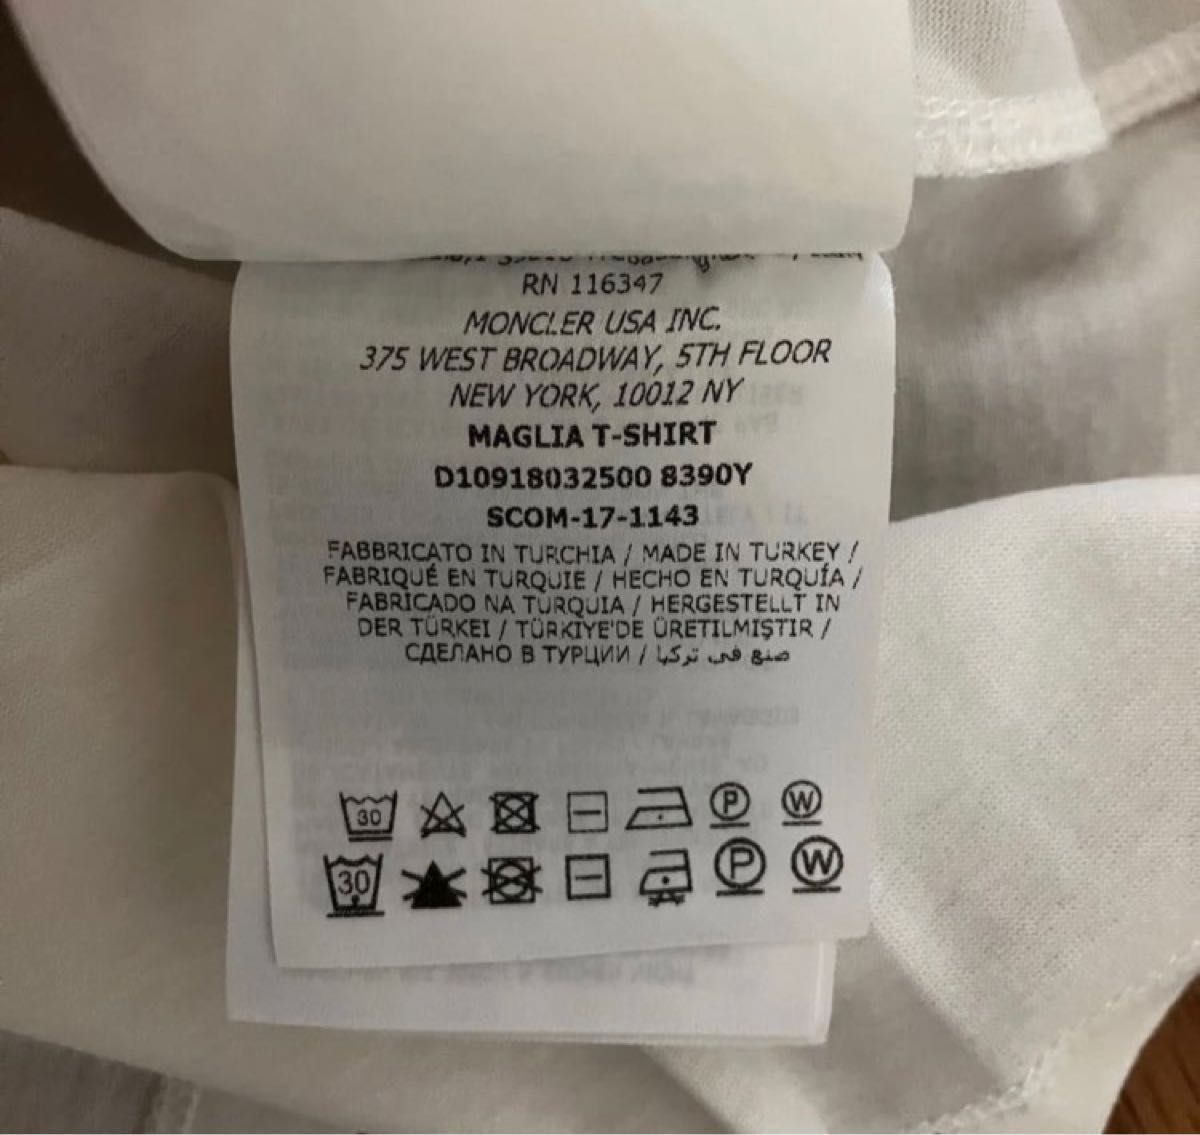 RN 116347
MONCLER USA INC.
375 WEST BROADWAY, 5TH FLOOR
NEW YORK, 10012 NY
MAGLIA T-SHIRT
D10918032500 8390Y
SCOM-17-1143
FABBRICATO IN TURCHIA / MADE IN TURKEY /
FABRIQUÉ EN TURQUIE / HECHO EN TURQUÍA /
FABRICADO NA TURQUIA / HERGESTELLT IN
DER TÜRKEI / TÜRKIYE'DE ÜRETILMIŞTIR /
СДЕЛАНО В ТУРЦИИ / صنع في تركيا
30 P W
30 P W